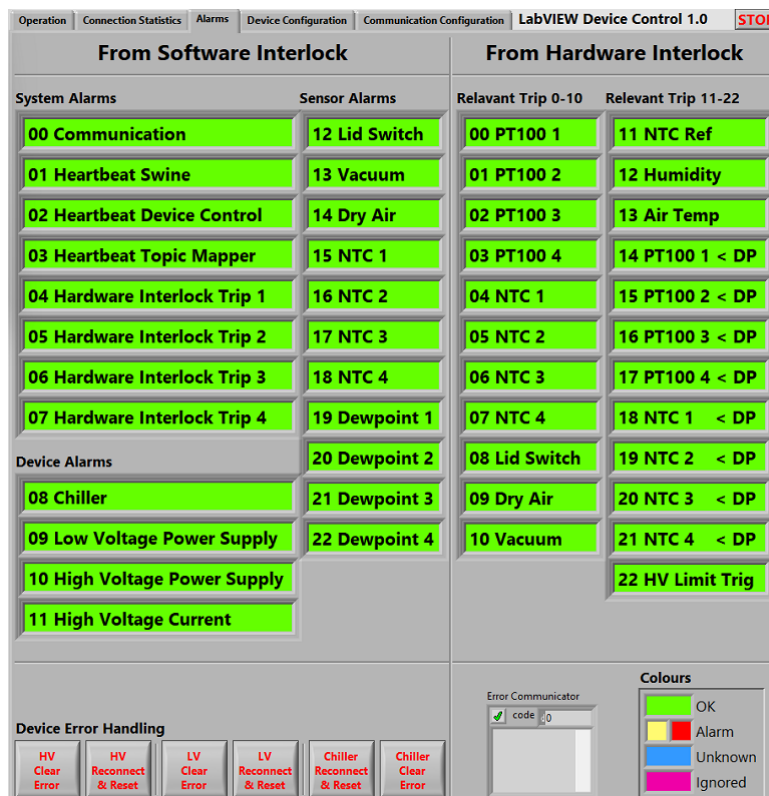 Operation Connection Statistics Alarms Device Configuration Communication Configuration LabVIEW Device Control 1.0
From Software Interlock
From Hardware Interlock
System Alarms
00 Communication
01 Heartbeat Swine
02 Heartbeat Device Control
03 Heartbeat Topic Mapper
04 Hardware Interlock Trip 1
05 Hardware Interlock Trip 2
06 Hardware Interlock Trip 3
07 Hardware Interlock Trip 4
Device Alarms
08 Chiller
09 Low Voltage Power Supply
10 High Voltage Power Supply
11 High Voltage Current
Sensor Alarms
12 Lid Switch
13 Vacuum
14 Dry Air
15 NTC 1
16 NTC 2
17 NTC 3
18 NTC 4
19 Dewpoint 1
20 Dewpoint 2
21 Dewpoint 3
22 Dewpoint 4
Relavant Trip 0-10
00 PT100 1
01 PT100 2
02 PT100 3
03 PT100 4
04 NTC 1
05 NTC 2
06 NTC 3
07 NTC 4
08 Lid Switch
09 Dry Air
10 Vacuum
Relevant Trip 11-22
11 NTC Ref
12 Humidity
13 Air Temp
14 PT100 1 < DP
15 PT100 2 < DP
16 PT100 3 < DP
17 PT100 4 < DP
18 NTC 1 < DP
19 NTC 2 < DP
20 NTC 3 < DP
21 NTC 4 < DP
22 HV Limit Trig
Device Error Handling
HV
Clear
Error
HV
Reconnect
& Reset
LV
Clear
Error
LV
Reconnect
& Reset
Chiller
Reconnect
& Reset
Chiller
Clear
Error
Error Communicator
code 0
Colours
OK
Alarm
Unknown
Ignored